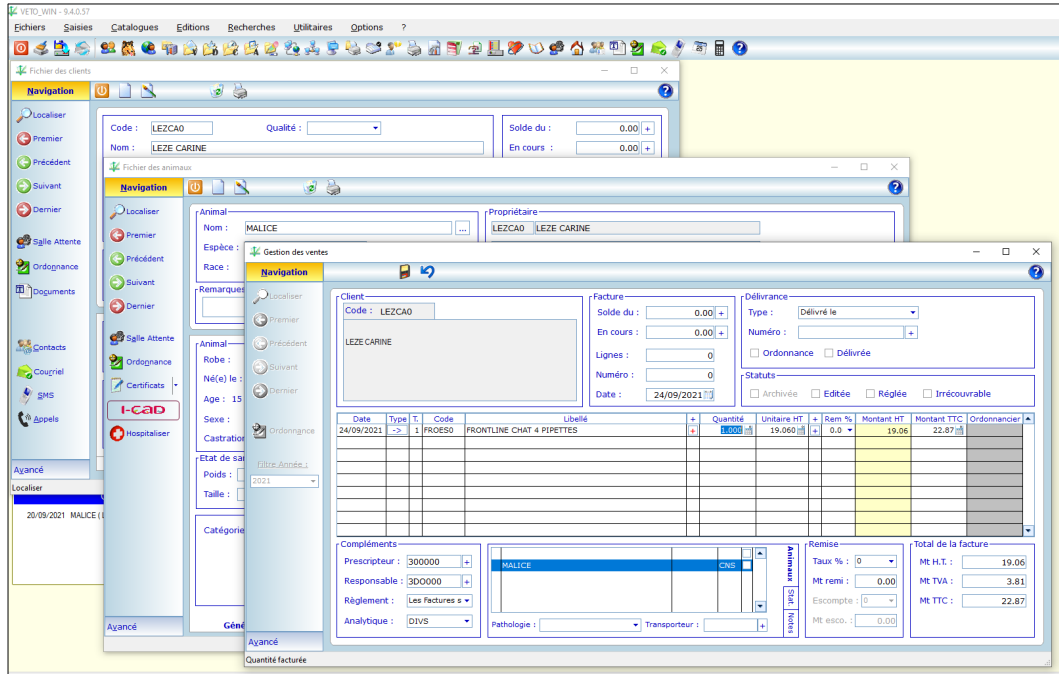 VETO_WIN - 9.4.0.57
Fichiers Saisies Catalogues Editions Recherches Utilitaires Options ?
Fichier des clients
Navigation
Localiser
Premier
Précédent
Suivant
Dernier
Salle Attente
Ordonnance
Documents
Contacts
Courriel
SMS
Appels
Avancé
Localiser
20/09/2021 MALICE (
Code : LEZCA0 Qualité : Solde du : 0.00 +
Nom : LEZE CARINE En cours : 0.00 +
Fichier des animaux
Navigation
Localiser
Premier
Précédent
Suivant
Dernier
Salle Attente
Ordonnance
Certificats
I-CAD
Hospitaliser
Avancé
Animal
Nom : MALICE ...
Espèce :
Race :
Propriétaire
LEZCA0 LEZE CARINE
Remarques
Animal
Robe :
Né(e) le :
Age : 15
Sexe :
Castration
Etat de san
Poids :
Taille :
Catégorie
Géné
Gestion des ventes
Navigation
Localiser
Premier
Précédent
Suivant
Dernier
Ordonnance
Filtre Année :
2021
Avancé
Quantité facturée
Client
Code : LEZCA0
LEZE CARINE
Facture
Solde du : 0.00 +
En cours : 0.00 +
Lignes : 0
Numéro : 0
Date : 24/09/2021
Délivrance
Type : Délivré le
Numéro : +
Ordonnance Délivrée
Statuts
Archivée Editée Réglée Irrécouvrable
Date Type T. Code Libellé + Quantité Unitaire HT + Rem % Montant HT Montant TTC Ordonnancier
24/09/2021 -> 1 FROES0 FRONTLINE CHAT 4 PIPETTES + 1.000 19.060 + 0.0 19.06 22.87
Compléments
Prescripteur : 300000 +
Responsable : 3DO000 +
Règlement : Les Factures s
Analytique : DIVS
MALICE CNS
Animaux
Stat.
Notes
Pathologie : Transporteur : +
Remise
Taux % : 0
Mt remi : 0.00
Escompte : 0
Mt esco. : 0.00
Total de la facture
Mt H.T. : 19.06
Mt TVA : 3.81
Mt TTC : 22.87